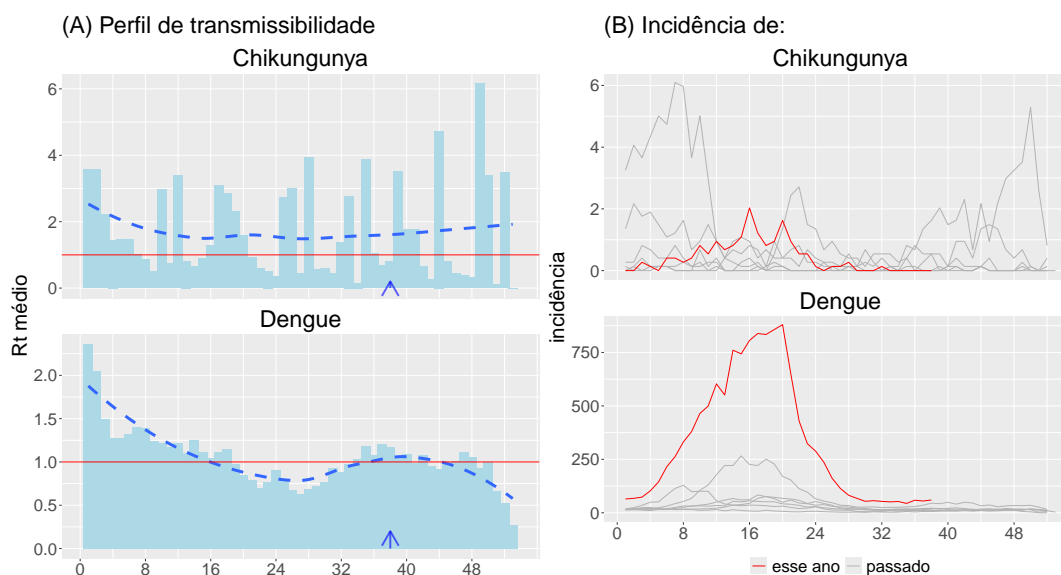 (A) Perfil de transmissibilidade
Chikungunya
6
4
2
0
Dengue
2.0
1.5
1.0
0.5
0.0
0 8 16 24 32 40 48
Rt médio
(B) Incidência de:
Chikungunya
6
4
2
0
Dengue
750
500
250
0
0 8 16 24 32 40 48
incidência
esse ano passado